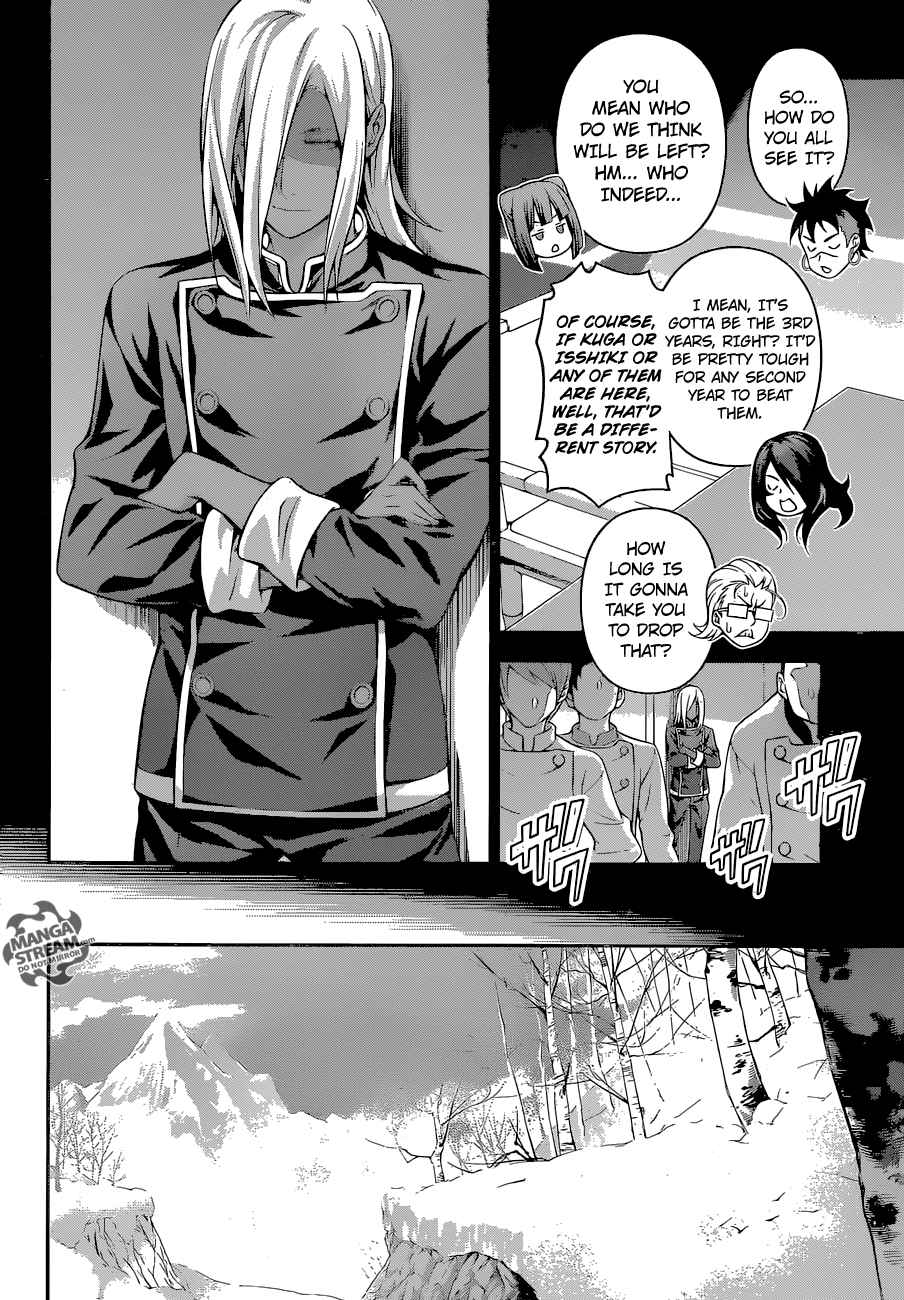 SO...
HOW DO
YOU ALL
SEE IT?
YOU
MEAN WHO
DO WE THINK
WILL BE LEFT?
HM... WHO
INDEED...
I MEAN, IT'S
GOTTA BE THE 3RD
YEARS, RIGHT? IT'D
BE PRETTY TOUGH
FOR ANY SECOND
YEAR TO BEAT
THEM.
OF COURSE,
IF KUGA OR
ISSHIKI OR
ANY OF THEM
ARE HERE,
WELL, THAT'D
BE A DIFFE-
RENT STORY.
HOW
LONG IS
IT GONNA
TAKE YOU
TO DROP
THAT?
ザワ
ザワ
ザワ
MANGA
STREAM.com
DO NOT MIRROR